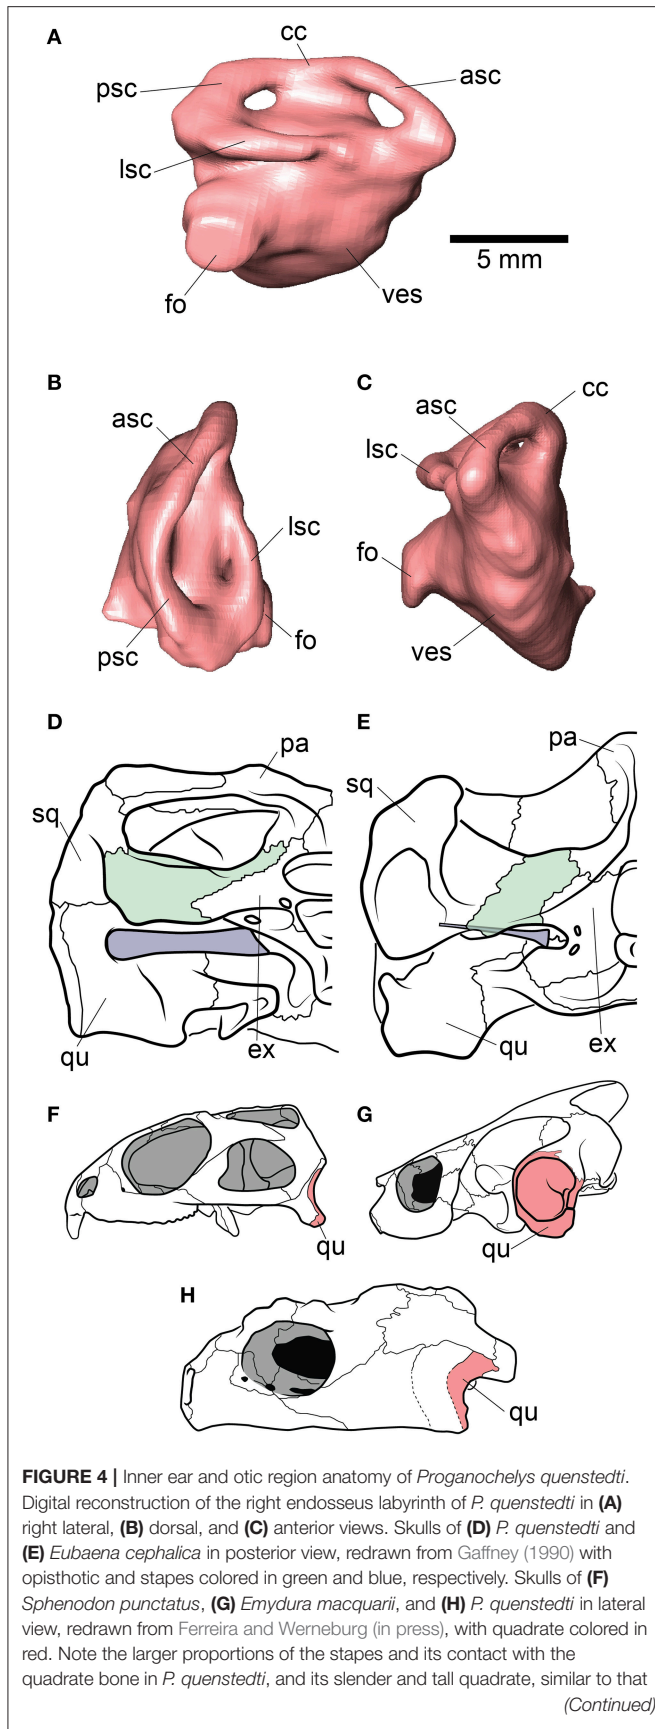 A
cc
psc
asc
lsc
5 mm
fo
ves
B
C
cc
asc
asc
lsc
lsc
fo
fo
psc
ves
D
E
pa
pa
sq
sq
qu
ex
qu
ex
F
G
qu
qu
H
qu
FIGURE 4 | Inner ear and otic region anatomy of Proganochelys quenstedti.
Digital reconstruction of the right endosseus labyrinth of P. quenstedti in (A)
right lateral, (B) dorsal, and (C) anterior views. Skulls of (D) P. quenstedti and
(E) Eubaena cephalica in posterior view, redrawn from Gaffney (1990) with
opisthotic and stapes colored in green and blue, respectively. Skulls of (F)
Sphenodon punctatus, (G) Emydura macquarii, and (H) P. quenstedti in lateral
view, redrawn from Ferreira and Werneburg (in press), with quadrate colored in
red. Note the larger proportions of the stapes and its contact with the
quadrate bone in P. quenstedti, and its slender and tall quadrate, similar to that
(Continued)